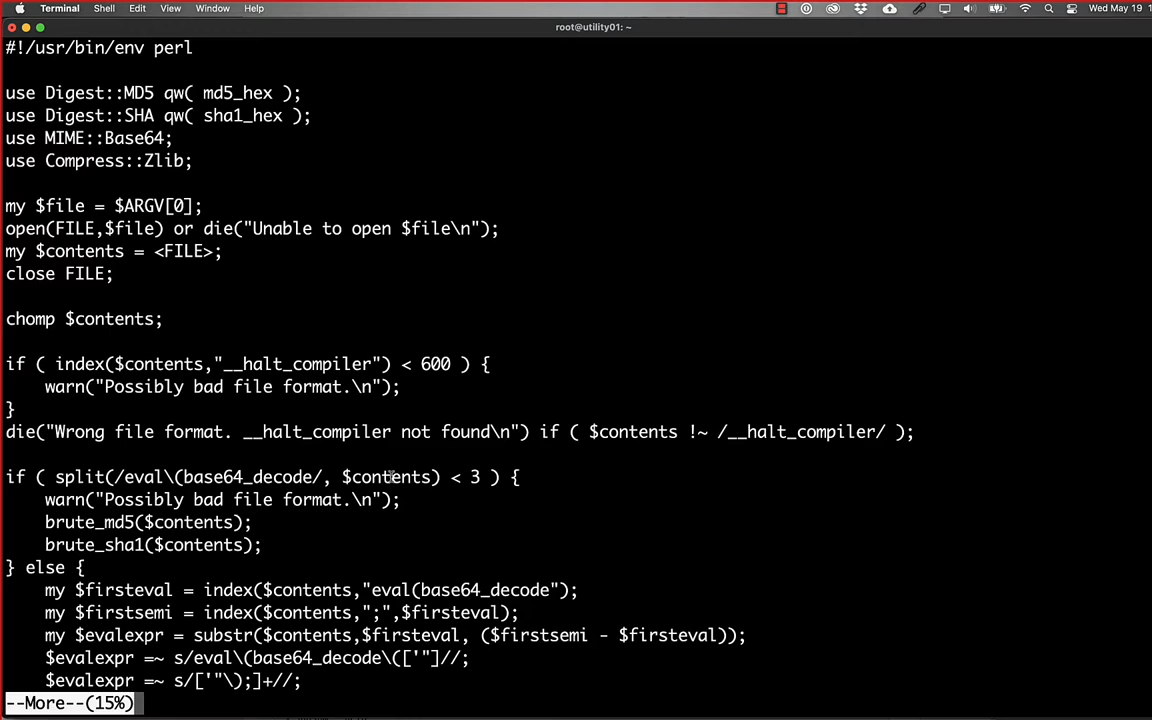 Terminal Shell Edit View Window Help Wed May 19 1
root@utility01: ~
#!/usr/bin/env perl
use Digest::MD5 qw( md5_hex );
use Digest::SHA qw( sha1_hex );
use MIME::Base64;
use Compress::Zlib;
my $file = $ARGV[0];
open(FILE,$file) or die("Unable to open $file\n");
my $contents = <FILE>;
close FILE;
chomp $contents;
if ( index($contents,"__halt_compiler") < 600 ) {
    warn("Possibly bad file format.\n");
}
die("Wrong file format. __halt_compiler not found\n") if ( $contents !~ /__halt_compiler/ );
if ( split(/eval\(base64_decode/, $contents) < 3 ) {
    warn("Possibly bad file format.\n");
    brute_md5($contents);
    brute_sha1($contents);
} else {
    my $firsteval = index($contents,"eval(base64_decode");
    my $firstsemi = index($contents,";",$firsteval);
    my $evalexpr = substr($contents,$firsteval, ($firstsemi - $firsteval));
    $evalexpr =~ s/eval\(base64_decode\(['"]//;
    $evalexpr =~ s/['"\);]+//;
--More--(15%)